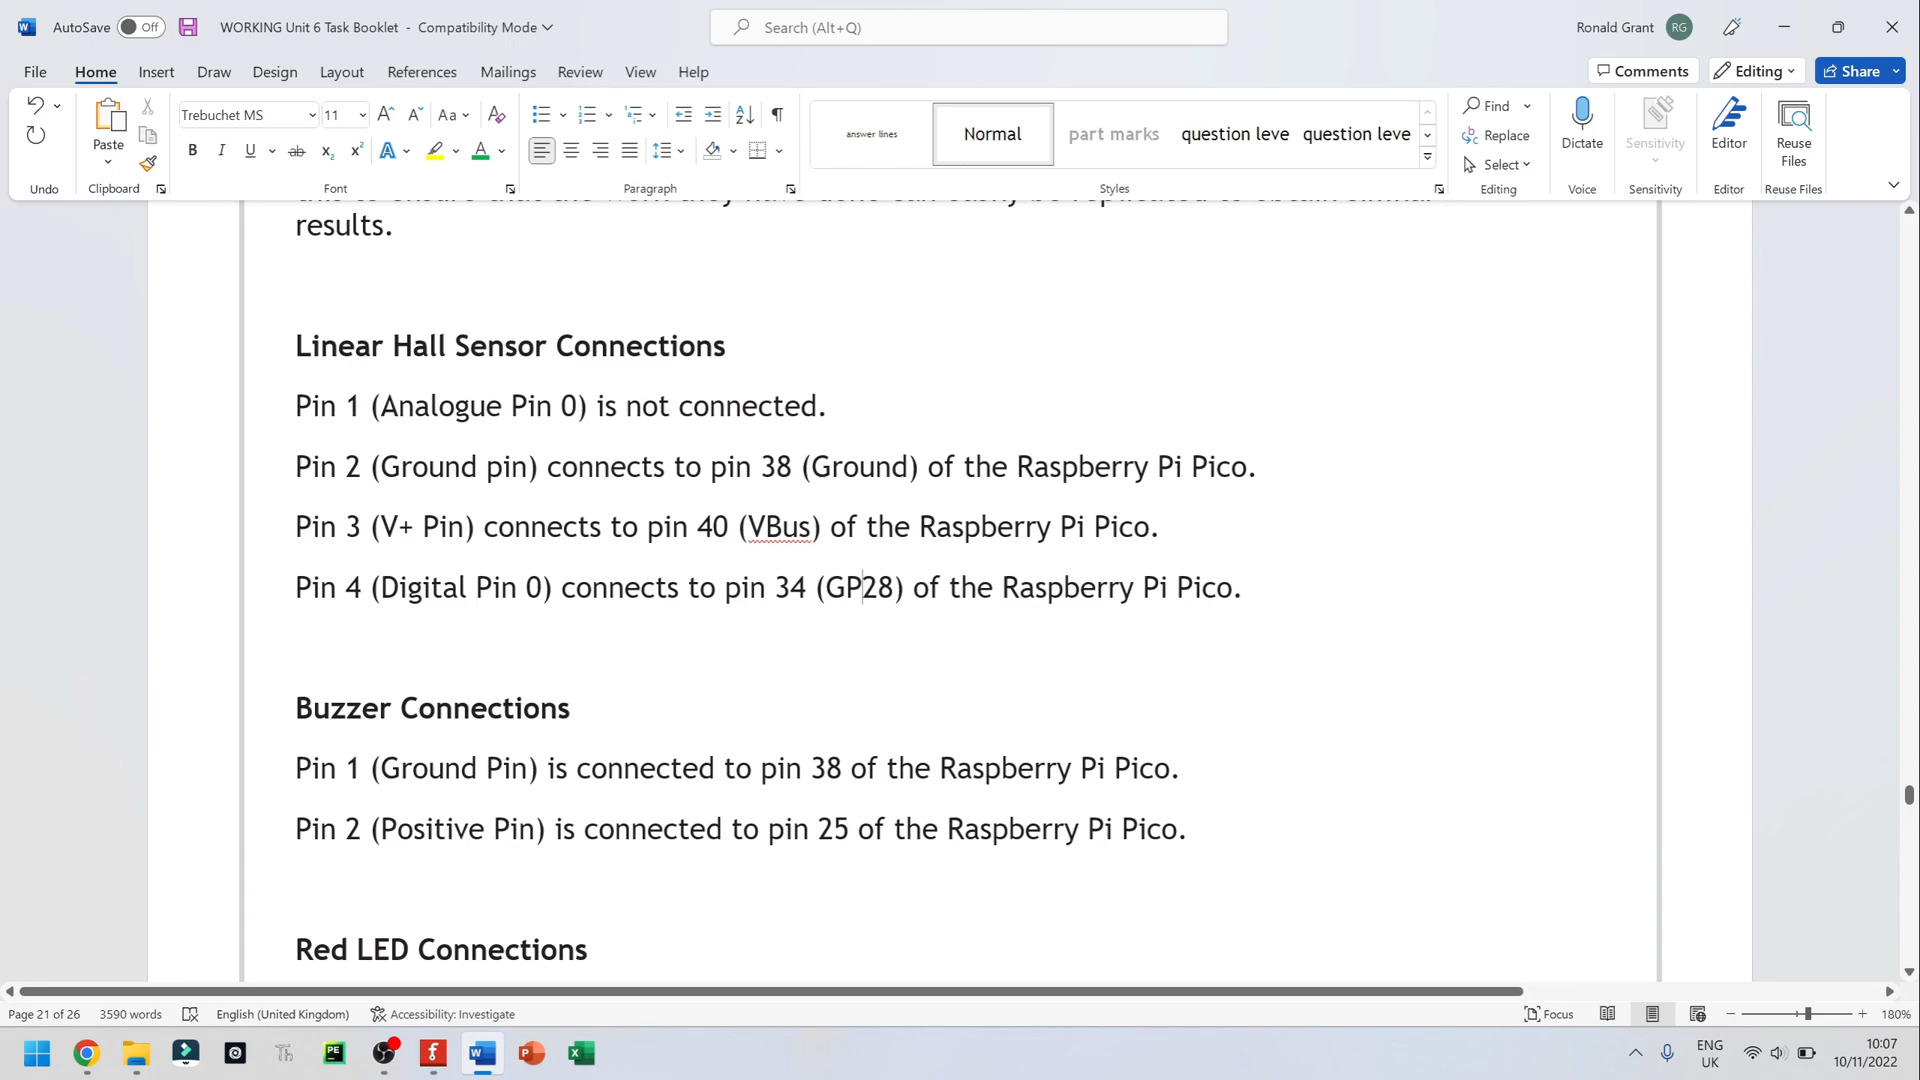 AutoSave Off WORKING Unit 6 Task Booklet - Compatibility Mode Search (Alt+Q) Ronald Grant RG
File Home Insert Draw Design Layout References Mailings Review View Help Comments Editing Share
Trebuchet MS 11 Aa answer lines Normal part marks question leve question leve Find Replace Select
Paste Dictate Sensitivity Editor Reuse Files
Undo Clipboard Font Paragraph Styles Editing Voice Sensitivity Editor Reuse Files
results.
Linear Hall Sensor Connections
Pin 1 (Analogue Pin 0) is not connected.
Pin 2 (Ground pin) connects to pin 38 (Ground) of the Raspberry Pi Pico.
Pin 3 (V+ Pin) connects to pin 40 (VBus) of the Raspberry Pi Pico.
Pin 4 (Digital Pin 0) connects to pin 34 (GP28) of the Raspberry Pi Pico.
Buzzer Connections
Pin 1 (Ground Pin) is connected to pin 38 of the Raspberry Pi Pico.
Pin 2 (Positive Pin) is connected to pin 25 of the Raspberry Pi Pico.
Red LED Connections
Page 21 of 26 3590 words English (United Kingdom) Accessibility: Investigate Focus 180%
ENG 10:07
UK 10/11/2022